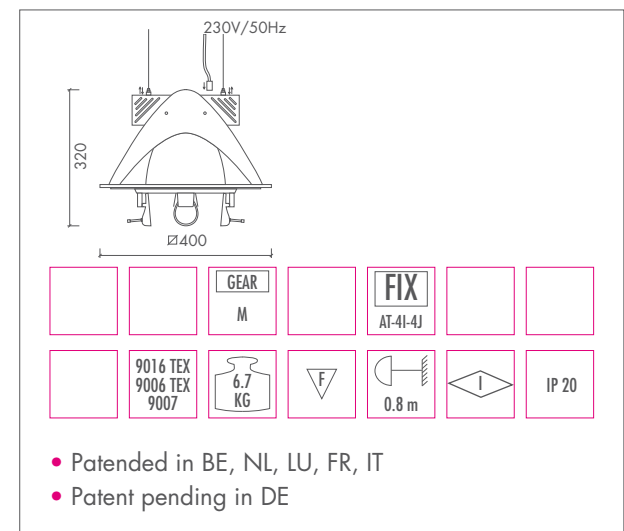 230V/50Hz
320
⌀400
GEAR
M
FIX
AT-4I-4J
9016 TEX
9006 TEX
9007
6.7
KG
F
0.8 m
I
IP 20
• Patended in BE, NL, LU, FR, IT
• Patent pending in DE